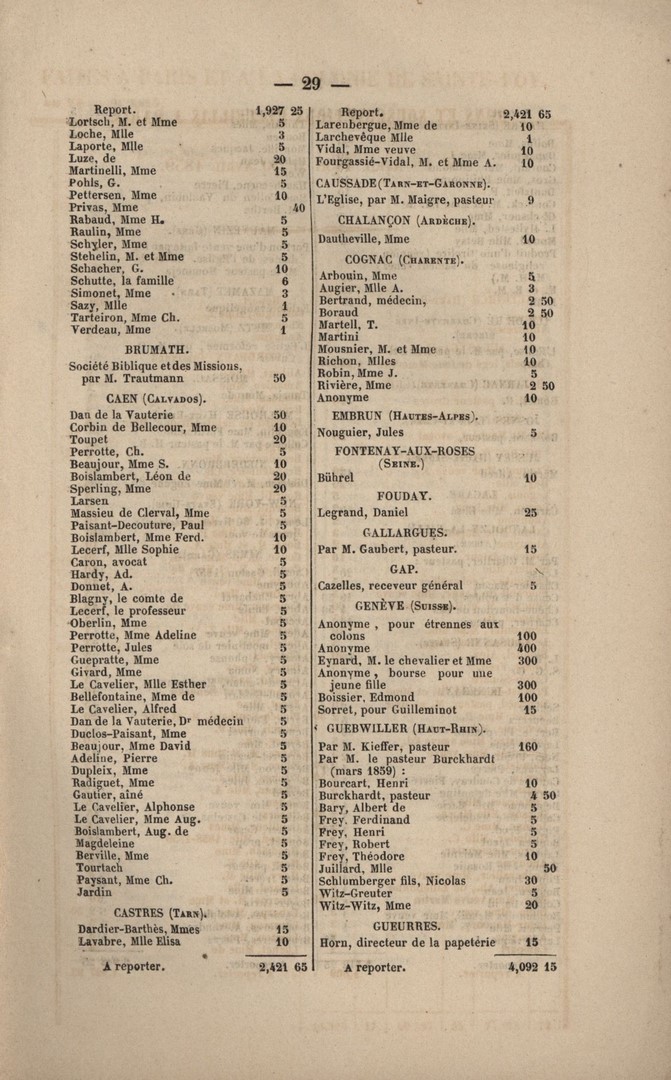 — 29 —
Report. 1,927 25
Lortsch, M. et Mme 5
Loche, Mlle 3
Laporte, Mlle 5
Luze, de 20
Martinelli, Mme 15
Pohls, G. 5
Pettersen, Mme 10
Privas, Mme 40
Rabaud, Mme H. 5
Raulin, Mme 5
Schyler, Mme 5
Stehelin, M. et Mme 5
Schacher, G. 10
Schutte, la famille 6
Simonet, Mme 3
Sazy, Mlle 1
Tarteiron, Mme Ch. 5
Verdeau, Mme 1
BRUMATH.
Société Biblique et des Missions,
par M. Trautmann 50
CAEN (CALVADOS).
Dan de la Vauterie 50
Corbin de Bellecour, Mme 10
Toupet 20
Perrotte, Ch. 5
Beaujour, Mme S. 10
Boislambert, Léon de 20
Sperling, Mme 20
Larsen 5
Massieu de Clerval, Mme 5
Paisant-Decouture, Paul 5
Boislambert, Mme Ferd. 10
Lecerf, Mlle Sophie 10
Caron, avocat 5
Hardy, Ad. 5
Donnet, A. 5
Blagny, le comte de 5
Lecerf, le professeur 5
Oberlin, Mme 5
Perrotte, Mme Adeline 5
Perrotte, Jules 5
Guepratte, Mme 5
Givard, Mme 5
Le Cavelier, Mlle Esther 5
Bellefontaine, Mme de 5
Le Cavelier, Alfred 5
Dan de la Vauterie, Dr médecin 5
Duclos-Paisant, Mme 5
Beaujour, Mme David 5
Adeline, Pierre 5
Dupleix, Mme 5
Radiguet, Mme 5
Gautier, aîné 5
Le Cavelier, Alphonse 5
Le Cavelier, Mme Aug. 5
Boislambert, Aug. de 5
Magdeleine 5
Berville, Mme 5
Tourtach 5
Paysant, Mme Ch. 5
Jardin 5
CASTRES (TARN).
Dardier-Barthès, Mmes 15
Lavabre, Mlle Elisa 10
A reporter. 2,421 65
Report. 2,421 65
Larenbergue, Mme de 10
Larchevêque Mlle 1
Vidal, Mme veuve 10
Fourgassié-Vidal, M. et Mme A. 10
CAUSSADE (TARN-ET-GARONNE).
L'Eglise, par M. Maigre, pasteur 9
CHALANÇON (ARDÈCHE).
Dautheville, Mme 10
COGNAC (CHARENTE).
Arbouin, Mme 5
Augier, Mlle A. 3
Bertrand, médecin, 2 50
Boraud 2 50
Martell, T. 10
Martini 10
Mousnier, M. et Mme 10
Richon, Mlles 10
Robin, Mme J. 5
Rivière, Mme 2 50
Anonyme 10
EMBRUN (HAUTES-ALPES).
Nouguier, Jules 5
FONTENAY-AUX-ROSES
(SEINE.)
Bührel 10
FOUDAY.
Legrand, Daniel 25
GALLARGUES.
Par M. Gaubert, pasteur. 15
GAP.
Cazelles, receveur général 5
GENÈVE (SUISSE).
Anonyme, pour étrennes aux
colons 100
Anonyme 400
Eynard, M. le chevalier et Mme 300
Anonyme, bourse pour une
jeune fille 300
Boissier, Edmond 100
Sorret, pour Guilleminot 15
GUEBWILLER (HAUT-RHIN).
Par M. Kieffer, pasteur 160
Par M. le pasteur Burckhardt
(mars 1859) :
Bourcart, Henri 10
Burckhardt, pasteur 4 50
Bary, Albert de 5
Frey, Ferdinand 5
Frey, Henri 5
Frey, Robert 5
Frey, Théodore 10
Juillard, Mlle 50
Schlumberger fils, Nicolas 30
Witz-Greuter 5
Witz-Witz, Mme 20
GUEURRES.
Horn, directeur de la papetérie 15
A reporter. 4,092 15